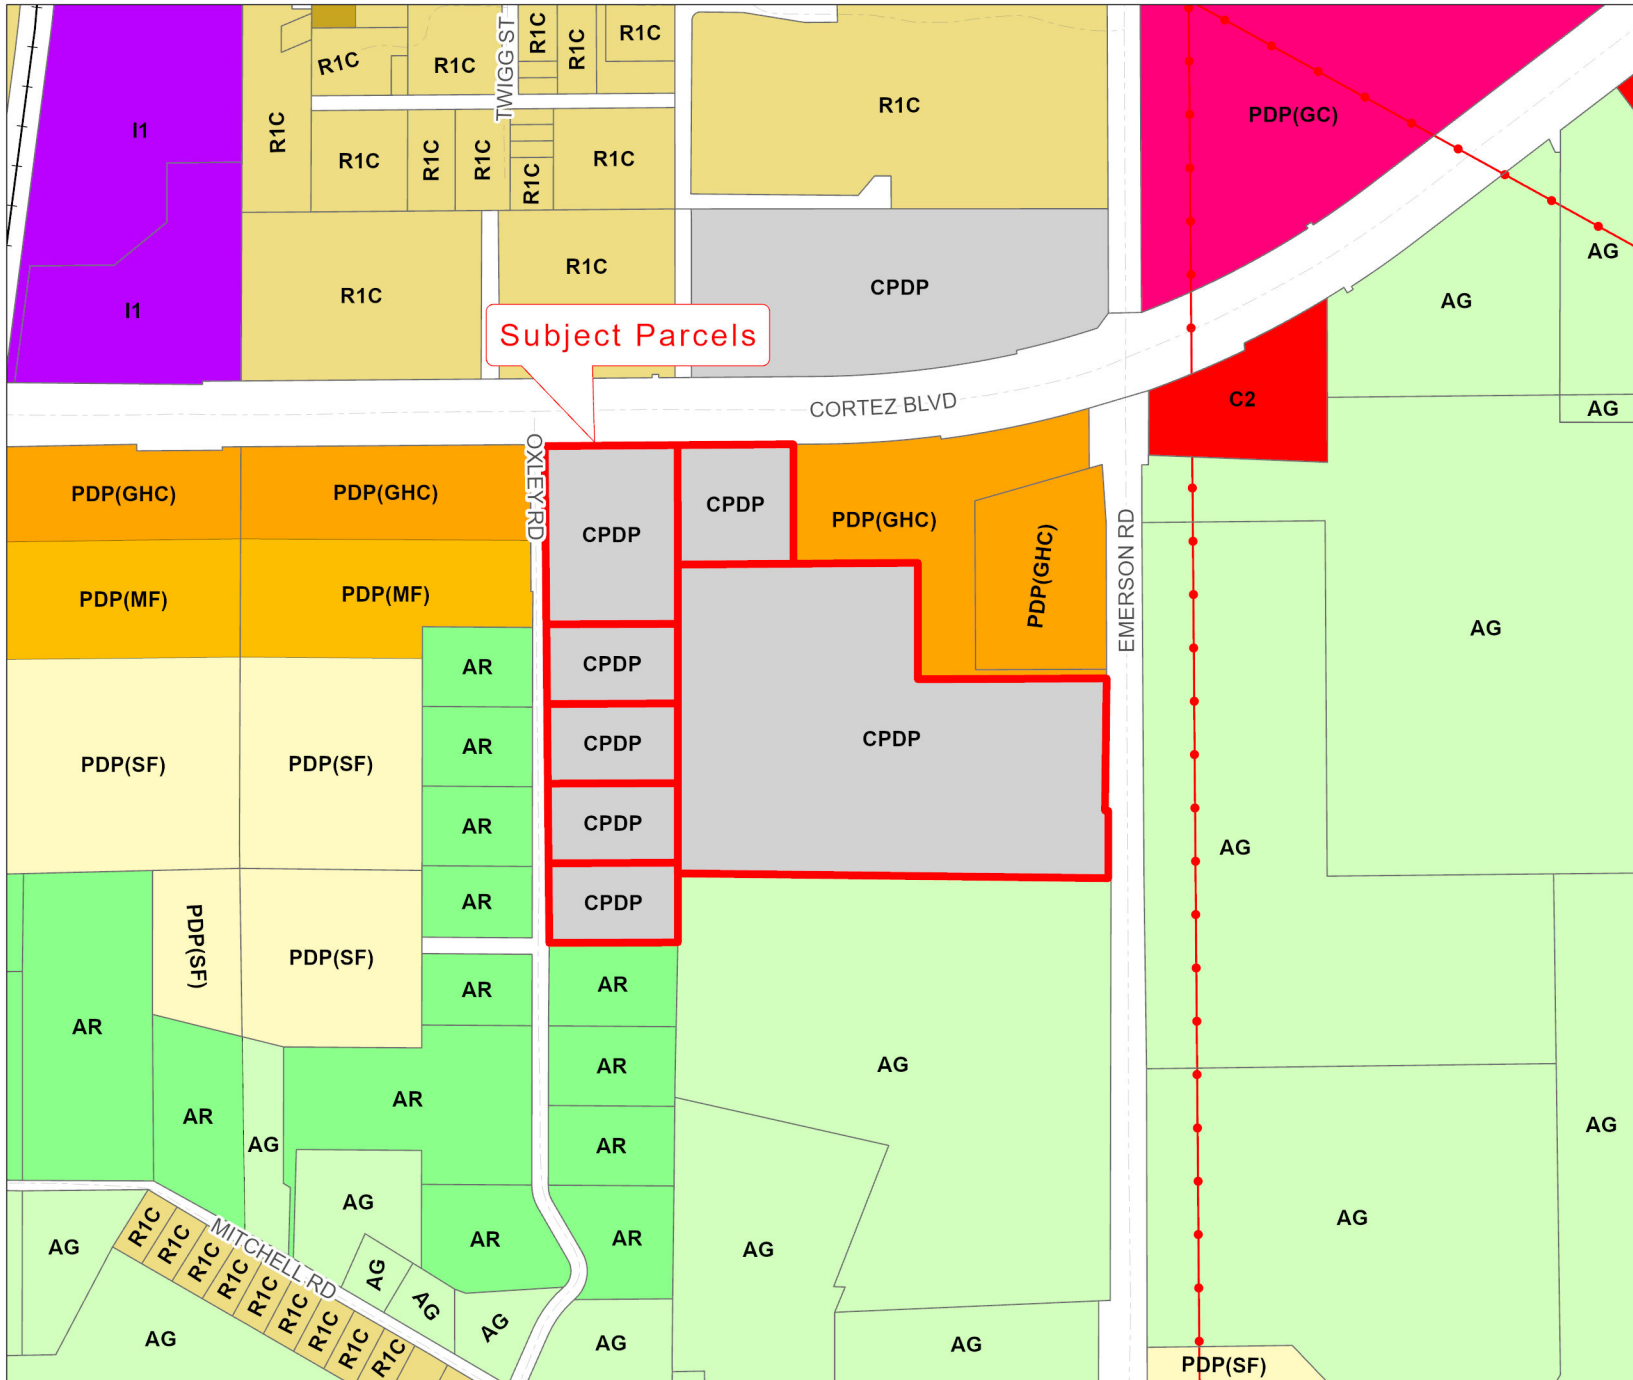 R1C
R1C
TWIGG ST
R1C
R1C
R1C
R1C
PDP(GC)
I1
R1C
R1C
R1C
R1C
R1C
R1C
AG
R1C
CPDP
AG
I1
R1C
Subject Parcels
CORTEZ BLVD
C2
AG
OXLEY RD
PDP(GHC)
PDP(GHC)
CPDP
CPDP
PDP(GHC)
PDP(GHC)
EMERSON RD
PDP(MF)
PDP(MF)
AG
AR
CPDP
AR
CPDP
CPDP
PDP(SF)
PDP(SF)
AR
CPDP
AG
AR
CPDP
PDP(SF)
PDP(SF)
AR
AR
AR
AR
AG
AR
AR
AR
AG
AR
AG
AG
AG
AR
AR
AG
AG
MITCHELL RD
R1C
R1C
R1C
R1C
R1C
R1C
R1C
R1C
R1C
AG
AG
AG
AG
AG
AG
PDP(SF)